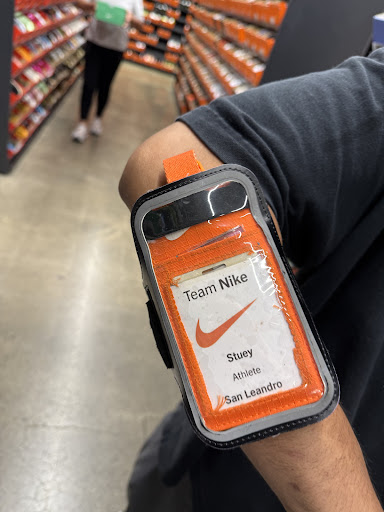 Team Nike
Stuey
Athlete
San Leandro